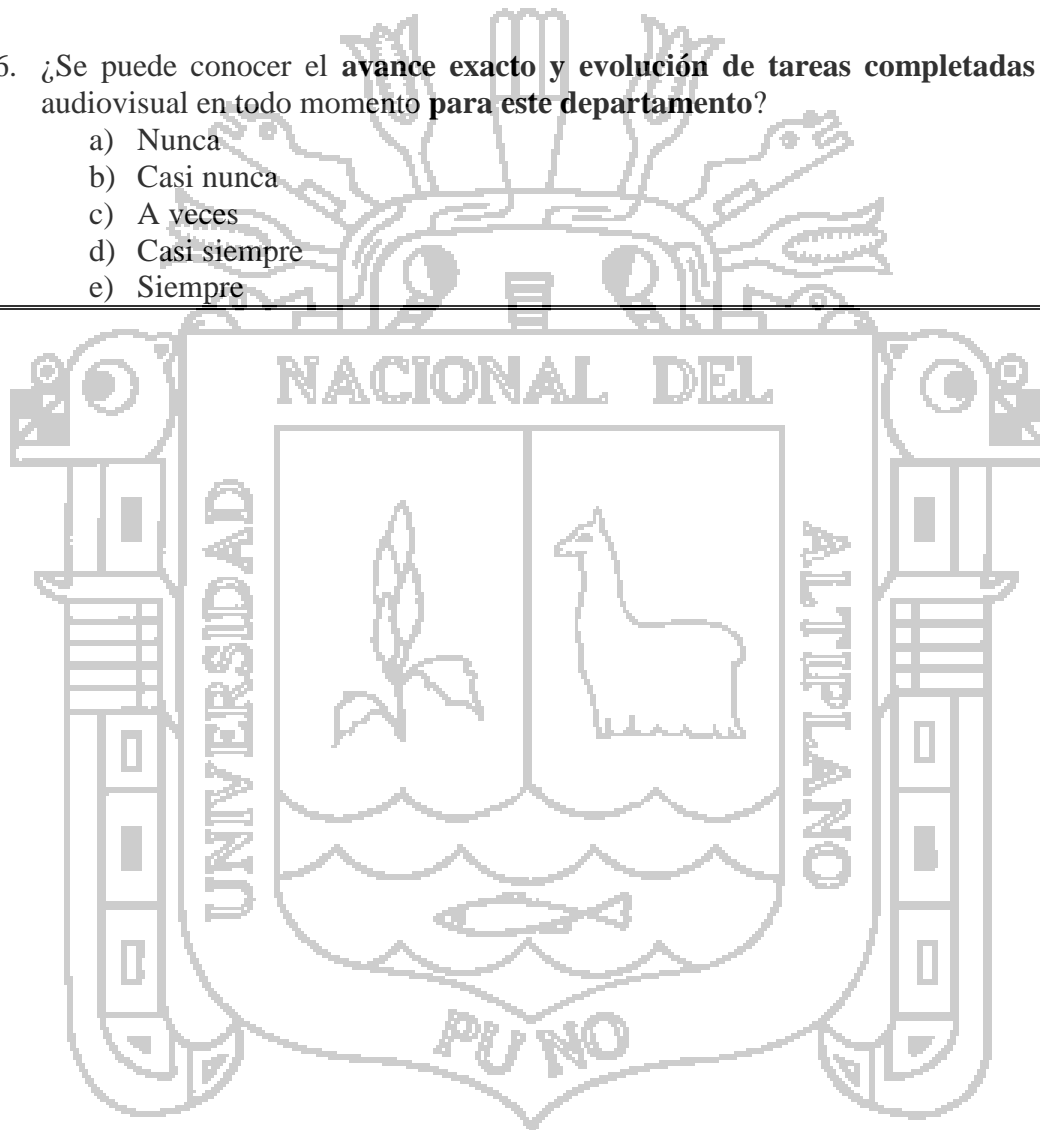 6. ¿Se puede conocer el avance exacto y evolución de tareas completadas
audiovisual en todo momento para este departamento?
a) Nunca
b) Casi nunca
c) A veces
d) Casi siempre
e) Siempre
NACIONAL DEL
UNIVERSIDAD
ALTIPLANO
PUNO